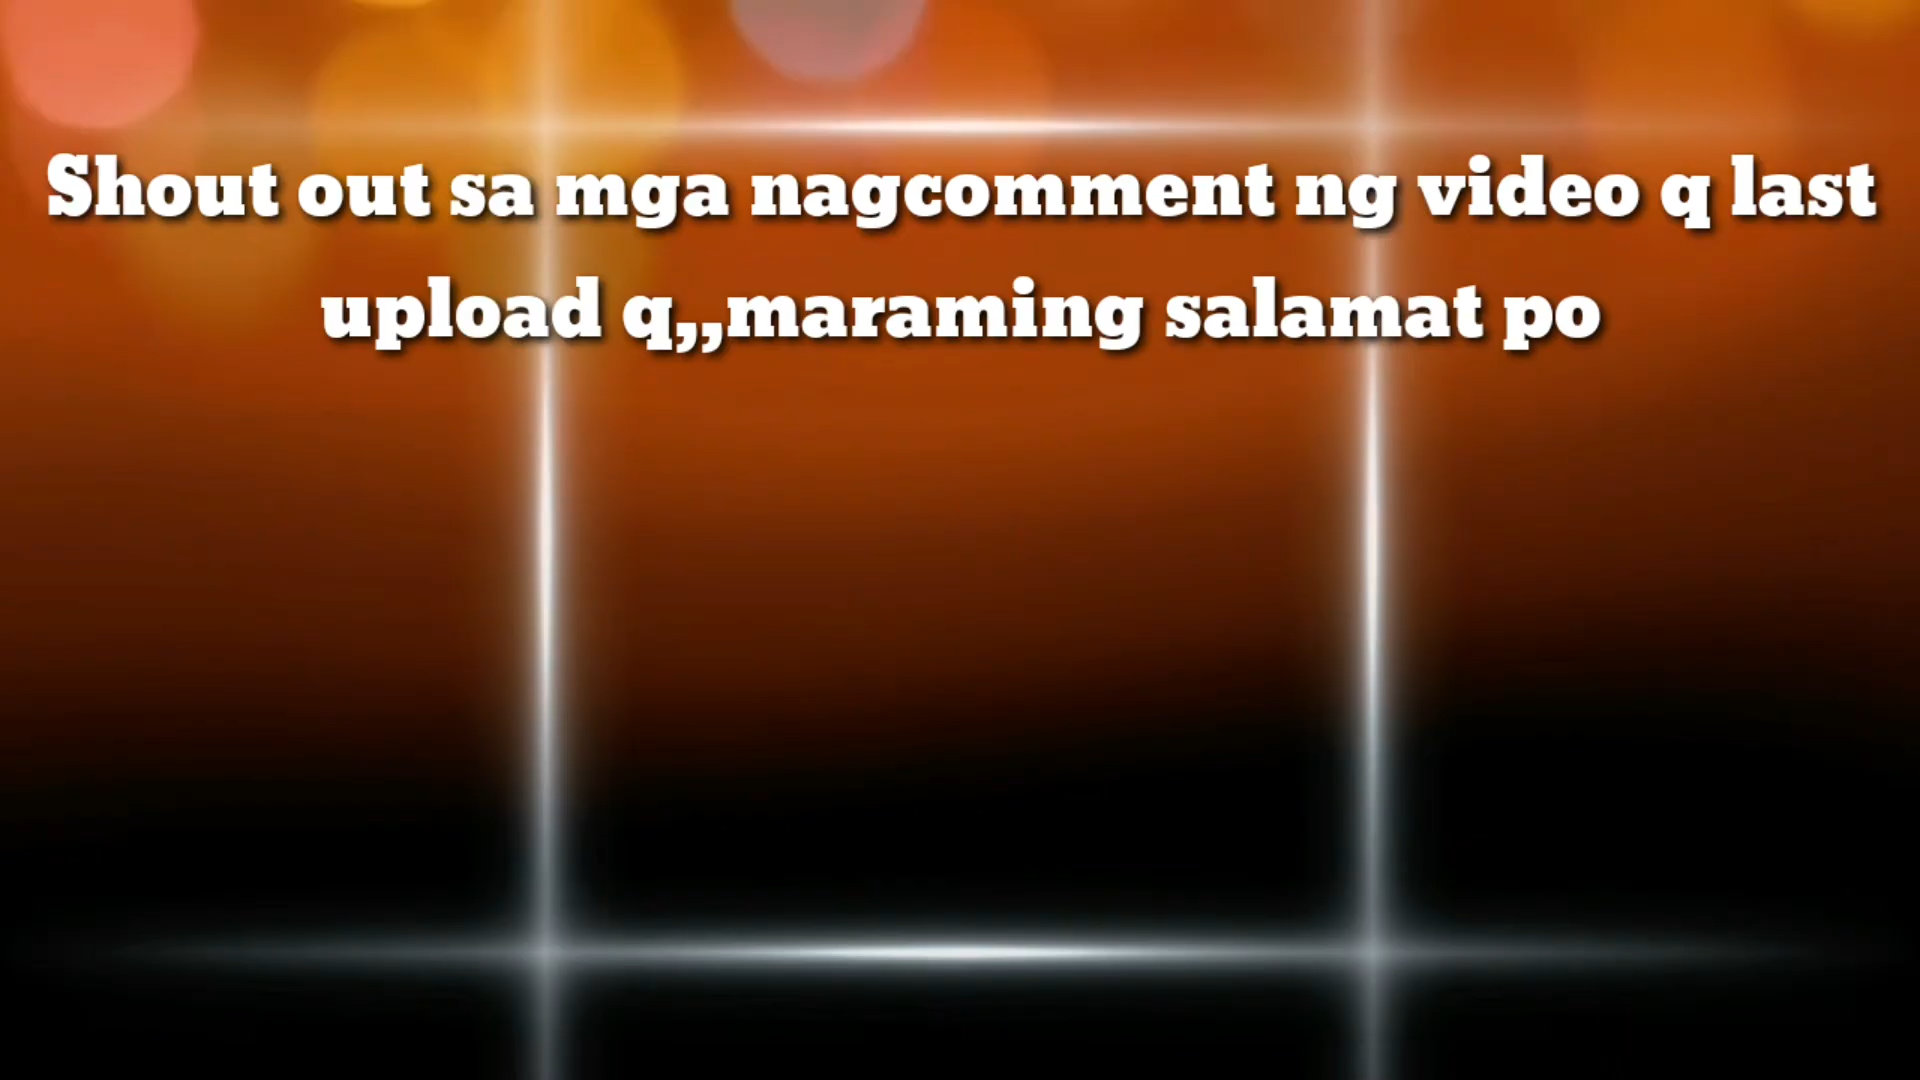 Shout out sa mga nagcomment ng video q last
upload q,,maraming salamat po